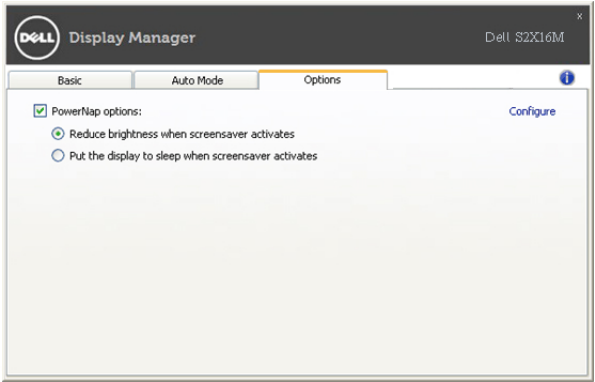 x
DELL Display Manager Dell S2X16M
Basic Auto Mode Options i
PowerNap options: Configure
Reduce brightness when screensaver activates
Put the display to sleep when screensaver activates